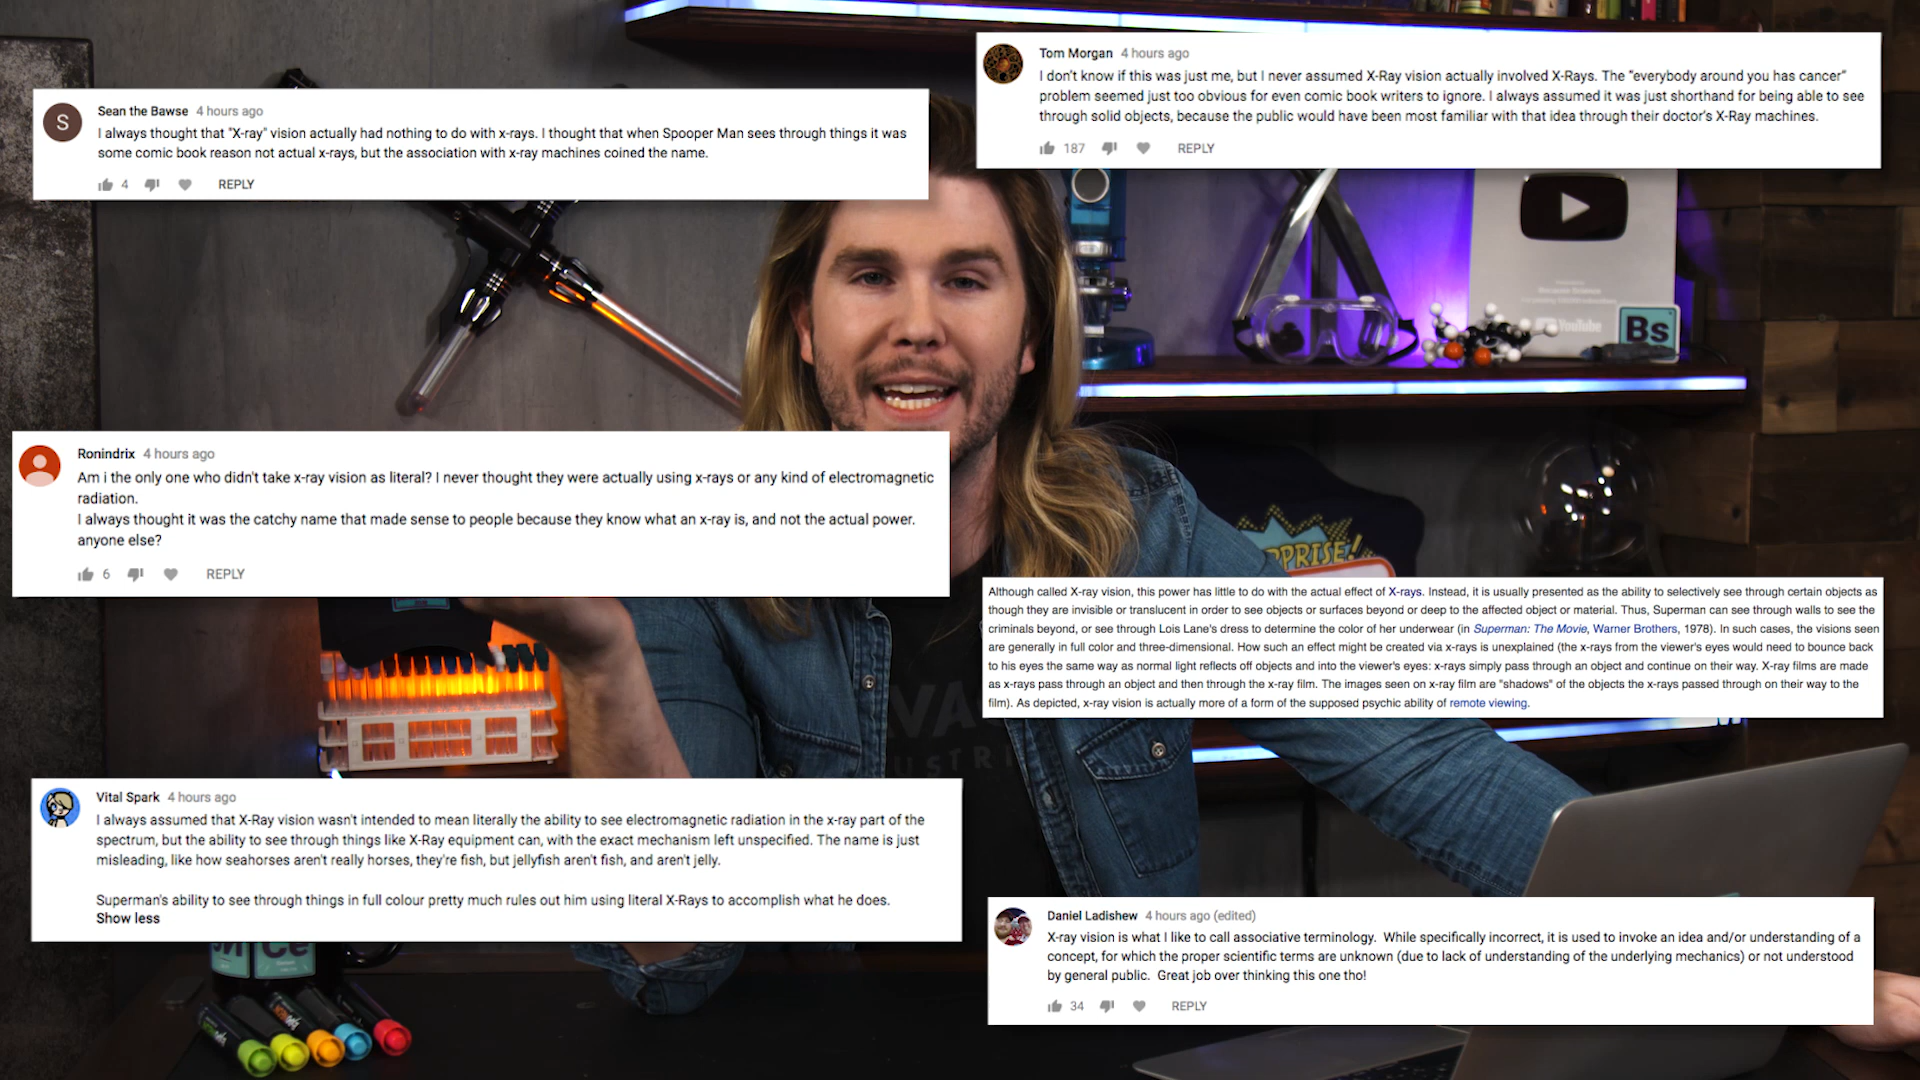 Tom Morgan 4 hours ago
I don't know if this was just me, but I never assumed X-Ray vision actually involved X-Rays. The "everybody around you has cancer"
problem seemed just too obvious for even comic book writers to ignore. I always assumed it was just shorthand for being able to see
through solid objects, because the public would have been most familiar with that idea through their doctor's X-Ray machines.
187 REPLY
S
Sean the Bawse 4 hours ago
I always thought that "X-ray" vision actually had nothing to do with x-rays. I thought that when Spooper Man sees through things it was
some comic book reason not actual x-rays, but the association with x-ray machines coined the name.
4 REPLY
YouTube
Bs
Ronindrix 4 hours ago
Am i the only one who didn't take x-ray vision as literal? I never thought they were actually using x-rays or any kind of electromagnetic
radiation.
I always thought it was the catchy name that made sense to people because they know what an x-ray is, and not the actual power.
anyone else?
6 REPLY
Although called X-ray vision, this power has little to do with the actual effect of X-rays. Instead, it is usually presented as the ability to selectively see through certain objects as
though they are invisible or translucent in order to see objects or surfaces beyond or deep to the affected object or material. Thus, Superman can see through walls to see the
criminals beyond, or see through Lois Lane's dress to determine the color of her underwear (in Superman: The Movie, Warner Brothers, 1978). In such cases, the visions seen
are generally in full color and three-dimensional. How such an effect might be created via x-rays is unexplained (the x-rays from the viewer's eyes would need to bounce back
to his eyes the same way as normal light reflects off objects and into the viewer's eyes: x-rays simply pass through an object and continue on their way. X-ray films are made
as x-rays pass through an object and then through the x-ray film. The images seen on x-ray film are "shadows" of the objects the x-rays passed through on their way to the
film). As depicted, x-ray vision is actually more of a form of the supposed psychic ability of remote viewing.
Vital Spark 4 hours ago
I always assumed that X-Ray vision wasn't intended to mean literally the ability to see electromagnetic radiation in the x-ray part of the
spectrum, but the ability to see through things like X-Ray equipment can, with the exact mechanism left unspecified. The name is just
misleading, like how seahorses aren't really horses, they're fish, but jellyfish aren't fish, and aren't jelly.
Superman's ability to see through things in full colour pretty much rules out him using literal X-Rays to accomplish what he does.
Show less
Daniel Ladishew 4 hours ago (edited)
X-ray vision is what I like to call associative terminology. While specifically incorrect, it is used to invoke an idea and/or understanding of a
concept, for which the proper scientific terms are unknown (due to lack of understanding of the underlying mechanics) or not understood
by general public. Great job over thinking this one tho!
34 REPLY